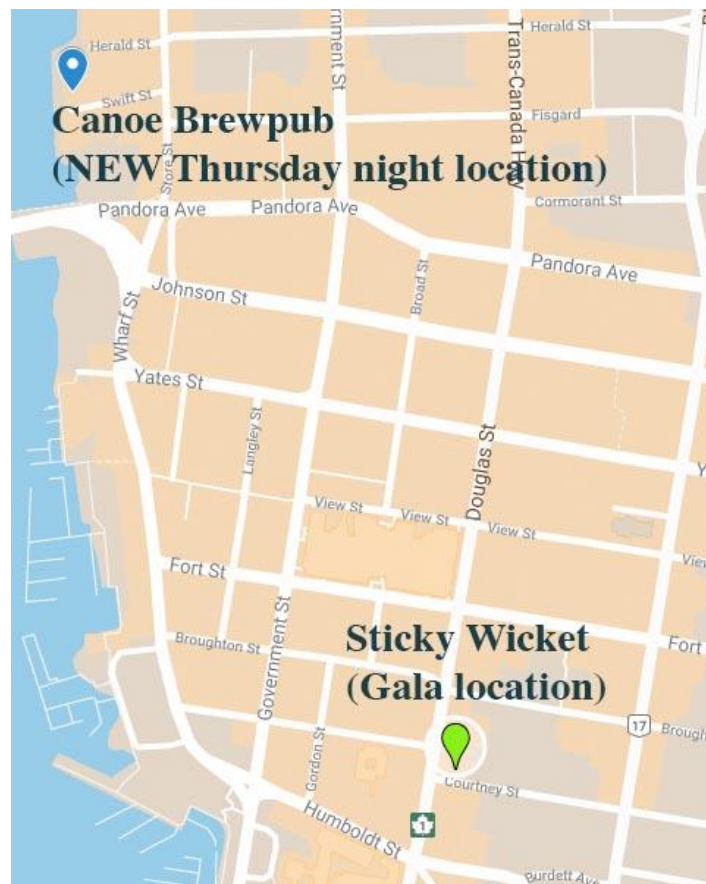 Herald St
Herald St
Swift St
Fisgard
Canoe Brewpub
(NEW Thursday night location)
Store St
Trans-Canada Hwy
Cormorant St
Pandora Ave
Pandora Ave
Pandora Ave
Broad St
Johnson St
Wharf St
Yates St
Langley St
Douglas St
View St
View St
View
Fort St
Fort
Government St
Broughton St
Sticky Wicket
(Gala location)
17
Brough
Gordon St
Courtney St
1
Humboldt St
Burdett Ave